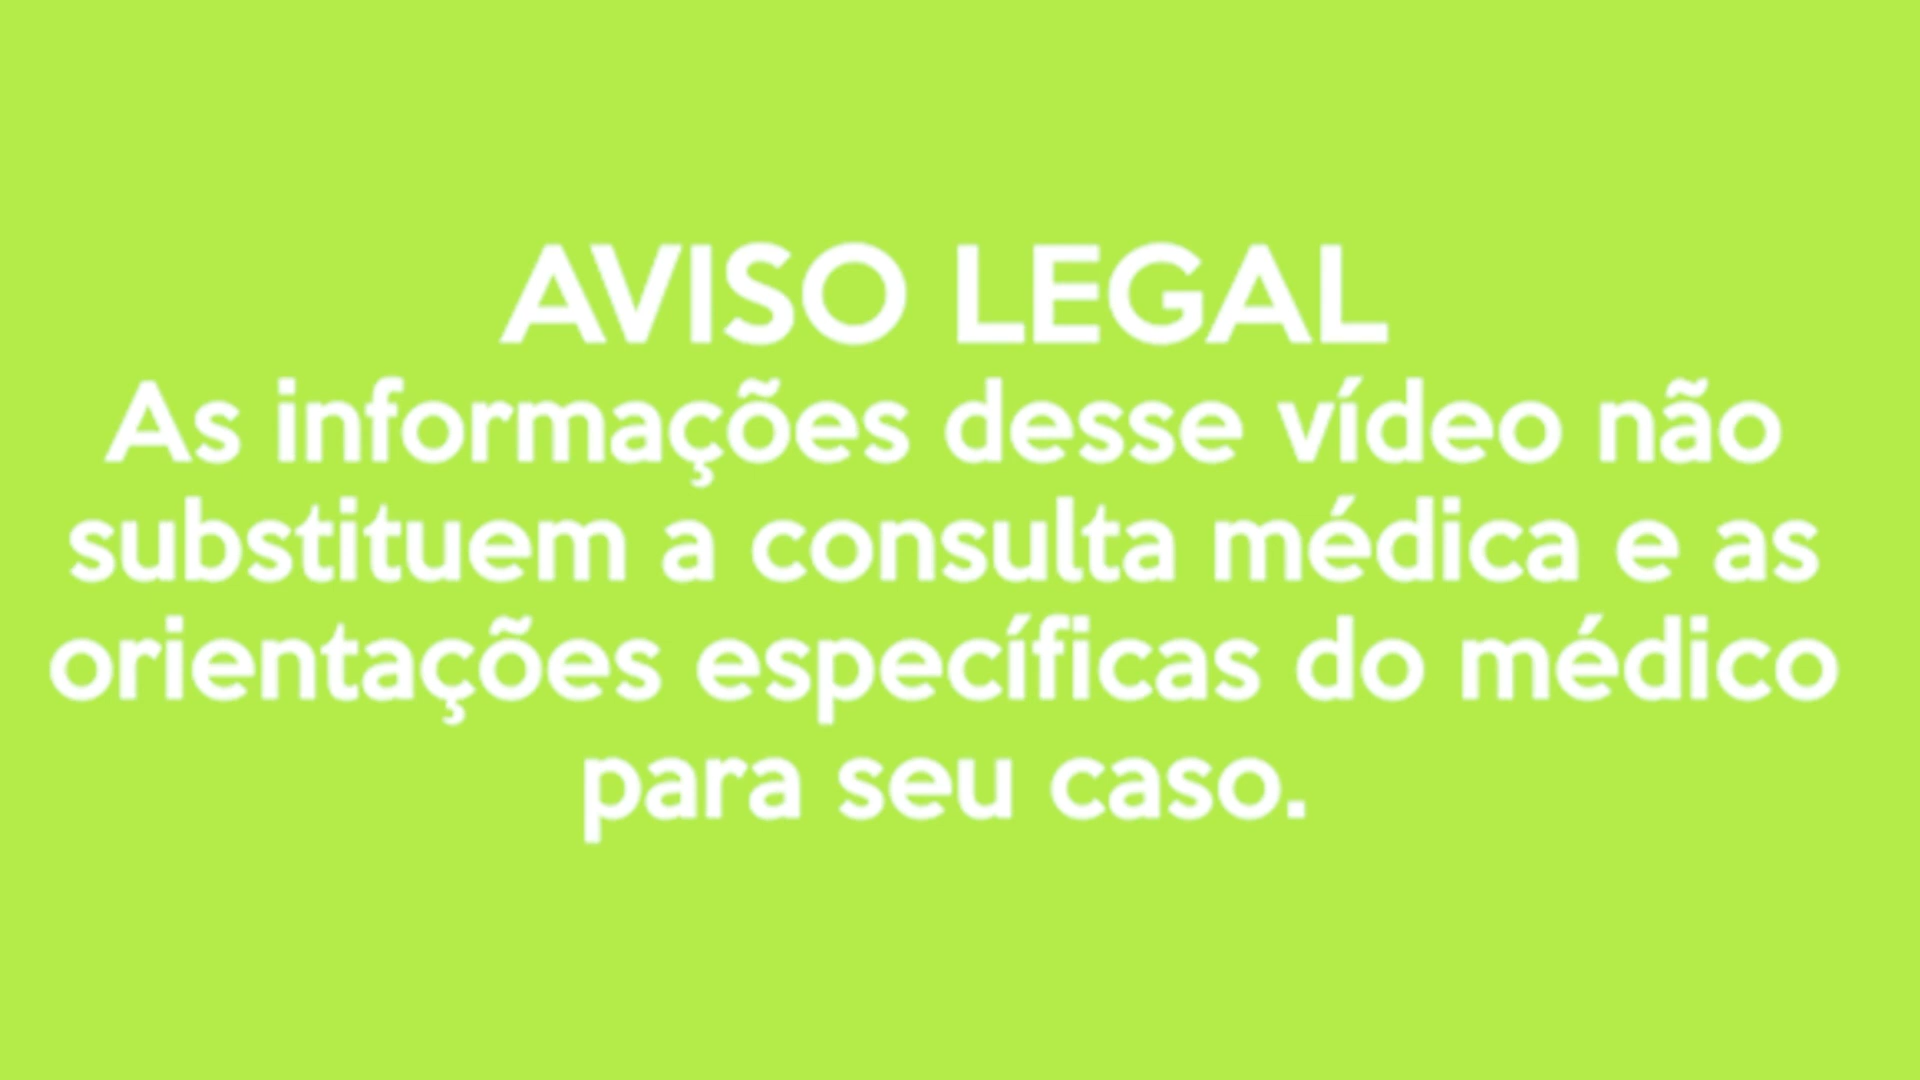 AVISO LEGAL
As informações desse vídeo não
substituem a consulta médica e as
orientações específicas do médico
para seu caso.